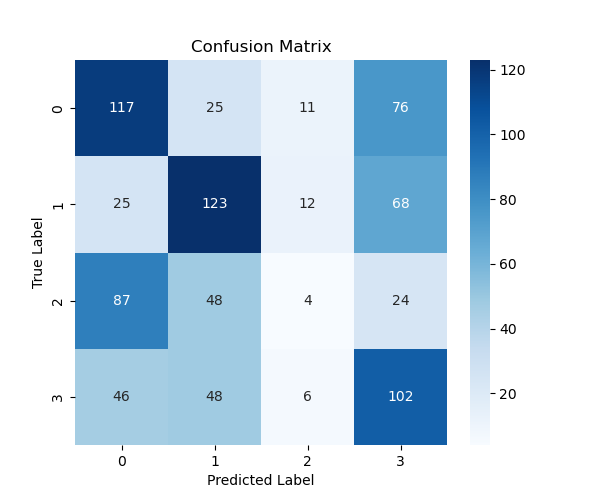 Confusion Matrix
0 117 25 11 76
1 25 123 12 68
2 87 48 4 24
3 46 48 6 102
0 1 2 3
True Label
Predicted Label
120
100
80
60
40
20